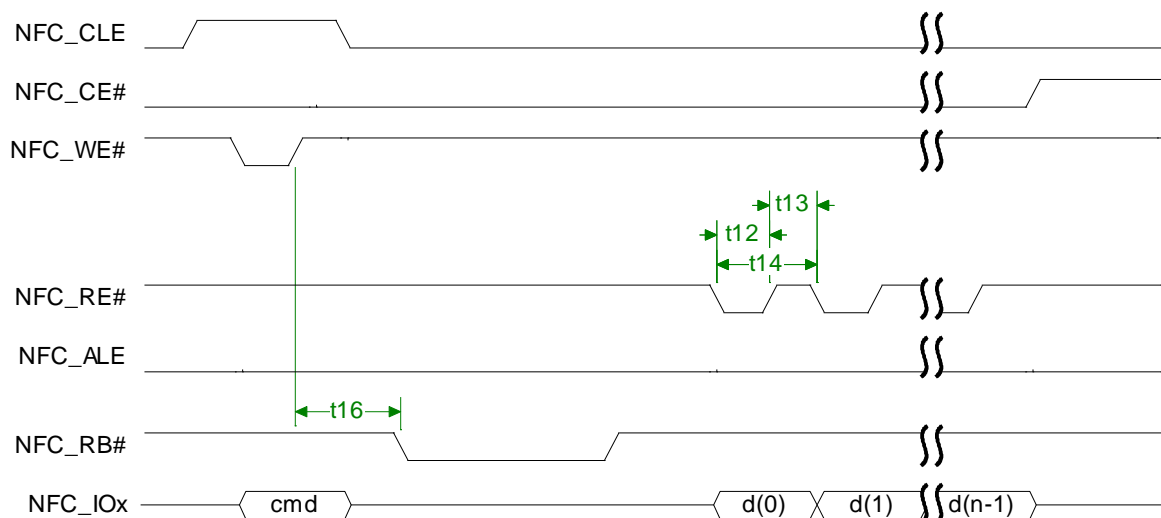 NFC_CLE
NFC_CE#
NFC_WE#
t13
t12
t14
NFC_RE#
NFC_ALE
t16
NFC_RB#
NFC_IOx cmd d(0) d(1) d(n-1)